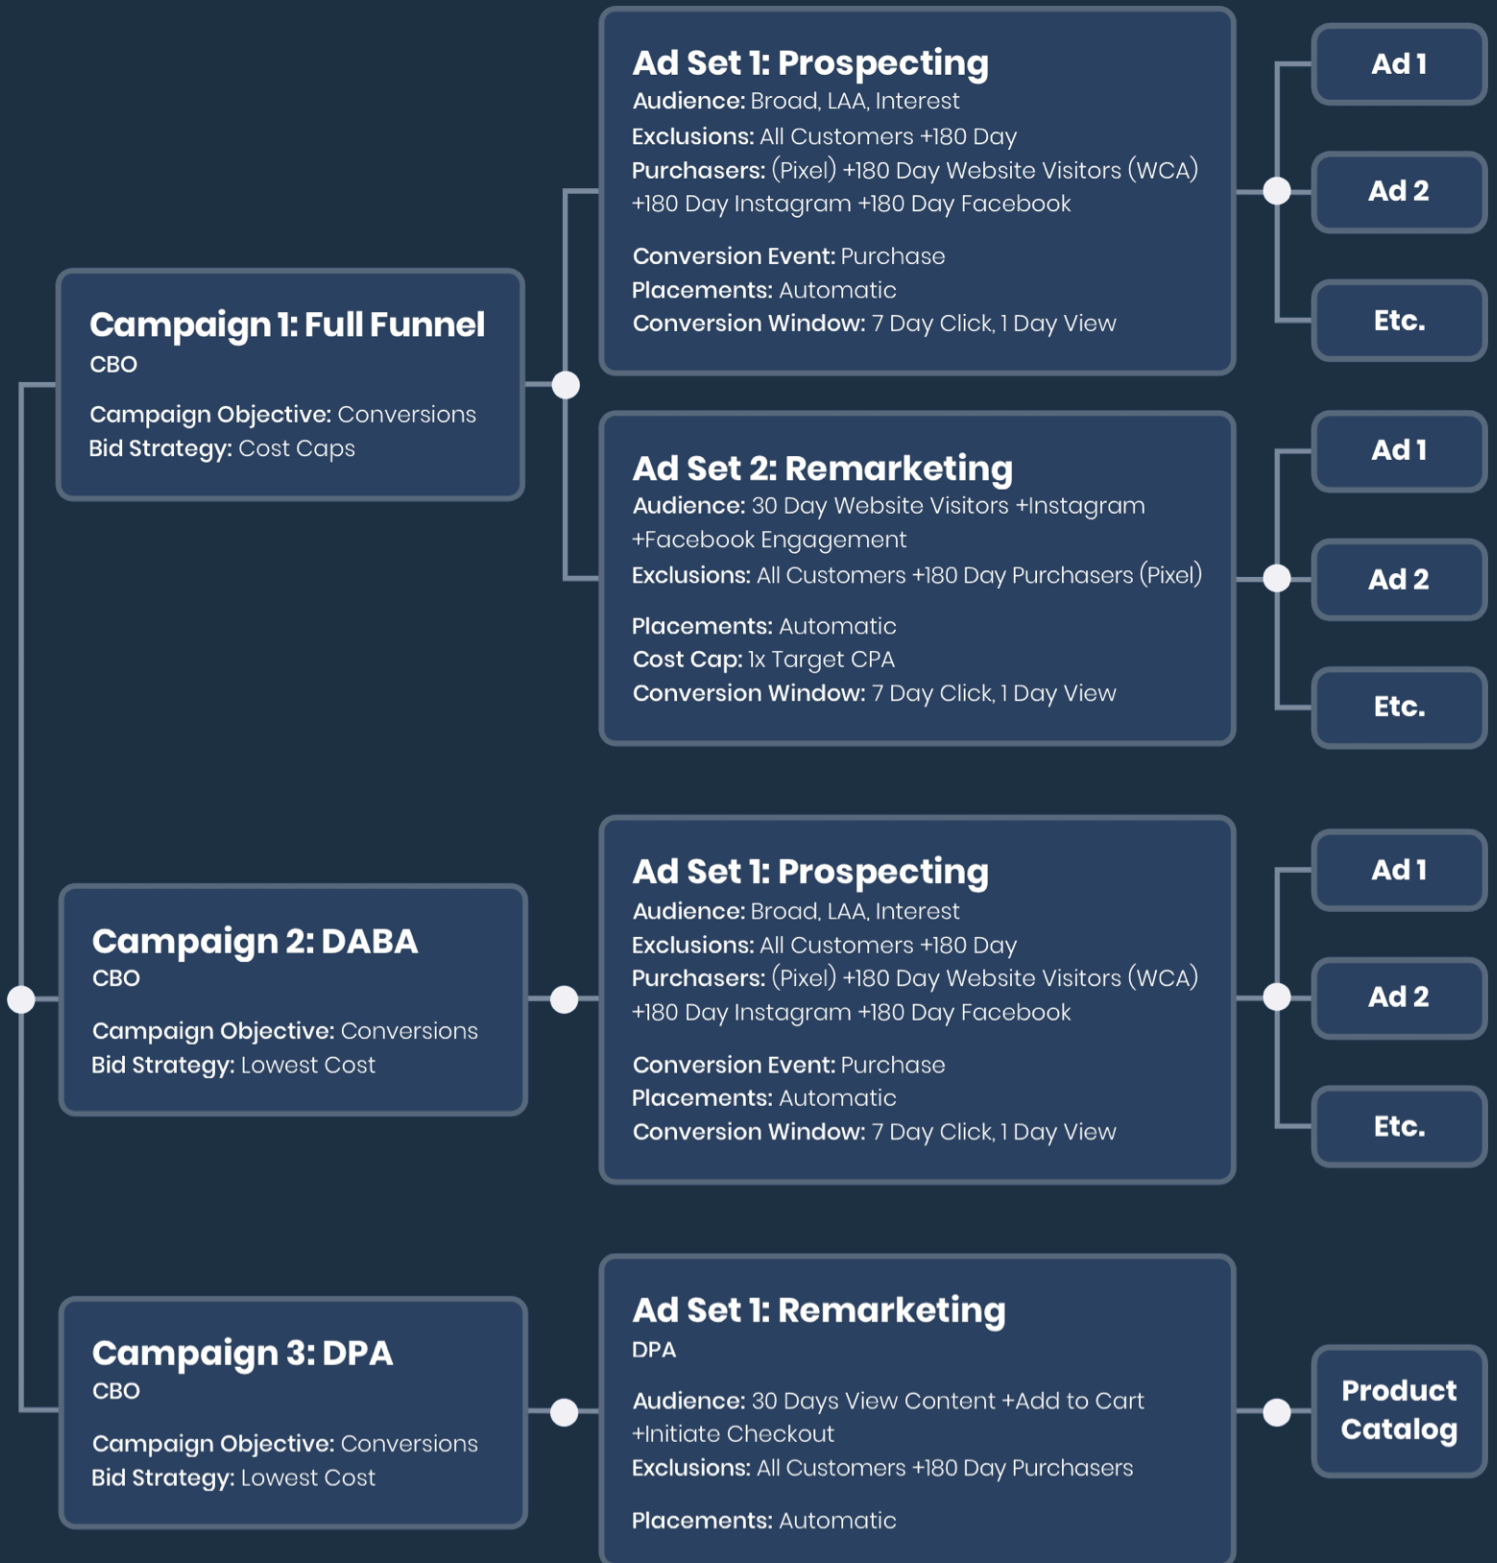 Campaign 1: Full Funnel
CBO
Campaign Objective: Conversions
Bid Strategy: Cost Caps
Ad Set 1: Prospecting
Audience: Broad, LAA, Interest
Exclusions: All Customers +180 Day
Purchasers: (Pixel) +180 Day Website Visitors (WCA)
+180 Day Instagram +180 Day Facebook
Conversion Event: Purchase
Placements: Automatic
Conversion Window: 7 Day Click, 1 Day View
Ad 1
Ad 2
Etc.
Ad Set 2: Remarketing
Audience: 30 Day Website Visitors +Instagram
+Facebook Engagement
Exclusions: All Customers +180 Day Purchasers (Pixel)
Placements: Automatic
Cost Cap: 1x Target CPA
Conversion Window: 7 Day Click, 1 Day View
Ad 1
Ad 2
Etc.
Campaign 2: DABA
CBO
Campaign Objective: Conversions
Bid Strategy: Lowest Cost
Ad Set 1: Prospecting
Audience: Broad, LAA, Interest
Exclusions: All Customers +180 Day
Purchasers: (Pixel) +180 Day Website Visitors (WCA)
+180 Day Instagram +180 Day Facebook
Conversion Event: Purchase
Placements: Automatic
Conversion Window: 7 Day Click, 1 Day View
Ad 1
Ad 2
Etc.
Campaign 3: DPA
CBO
Campaign Objective: Conversions
Bid Strategy: Lowest Cost
Ad Set 1: Remarketing
DPA
Audience: 30 Days View Content +Add to Cart
+Initiate Checkout
Exclusions: All Customers +180 Day Purchasers
Placements: Automatic
Product
Catalog